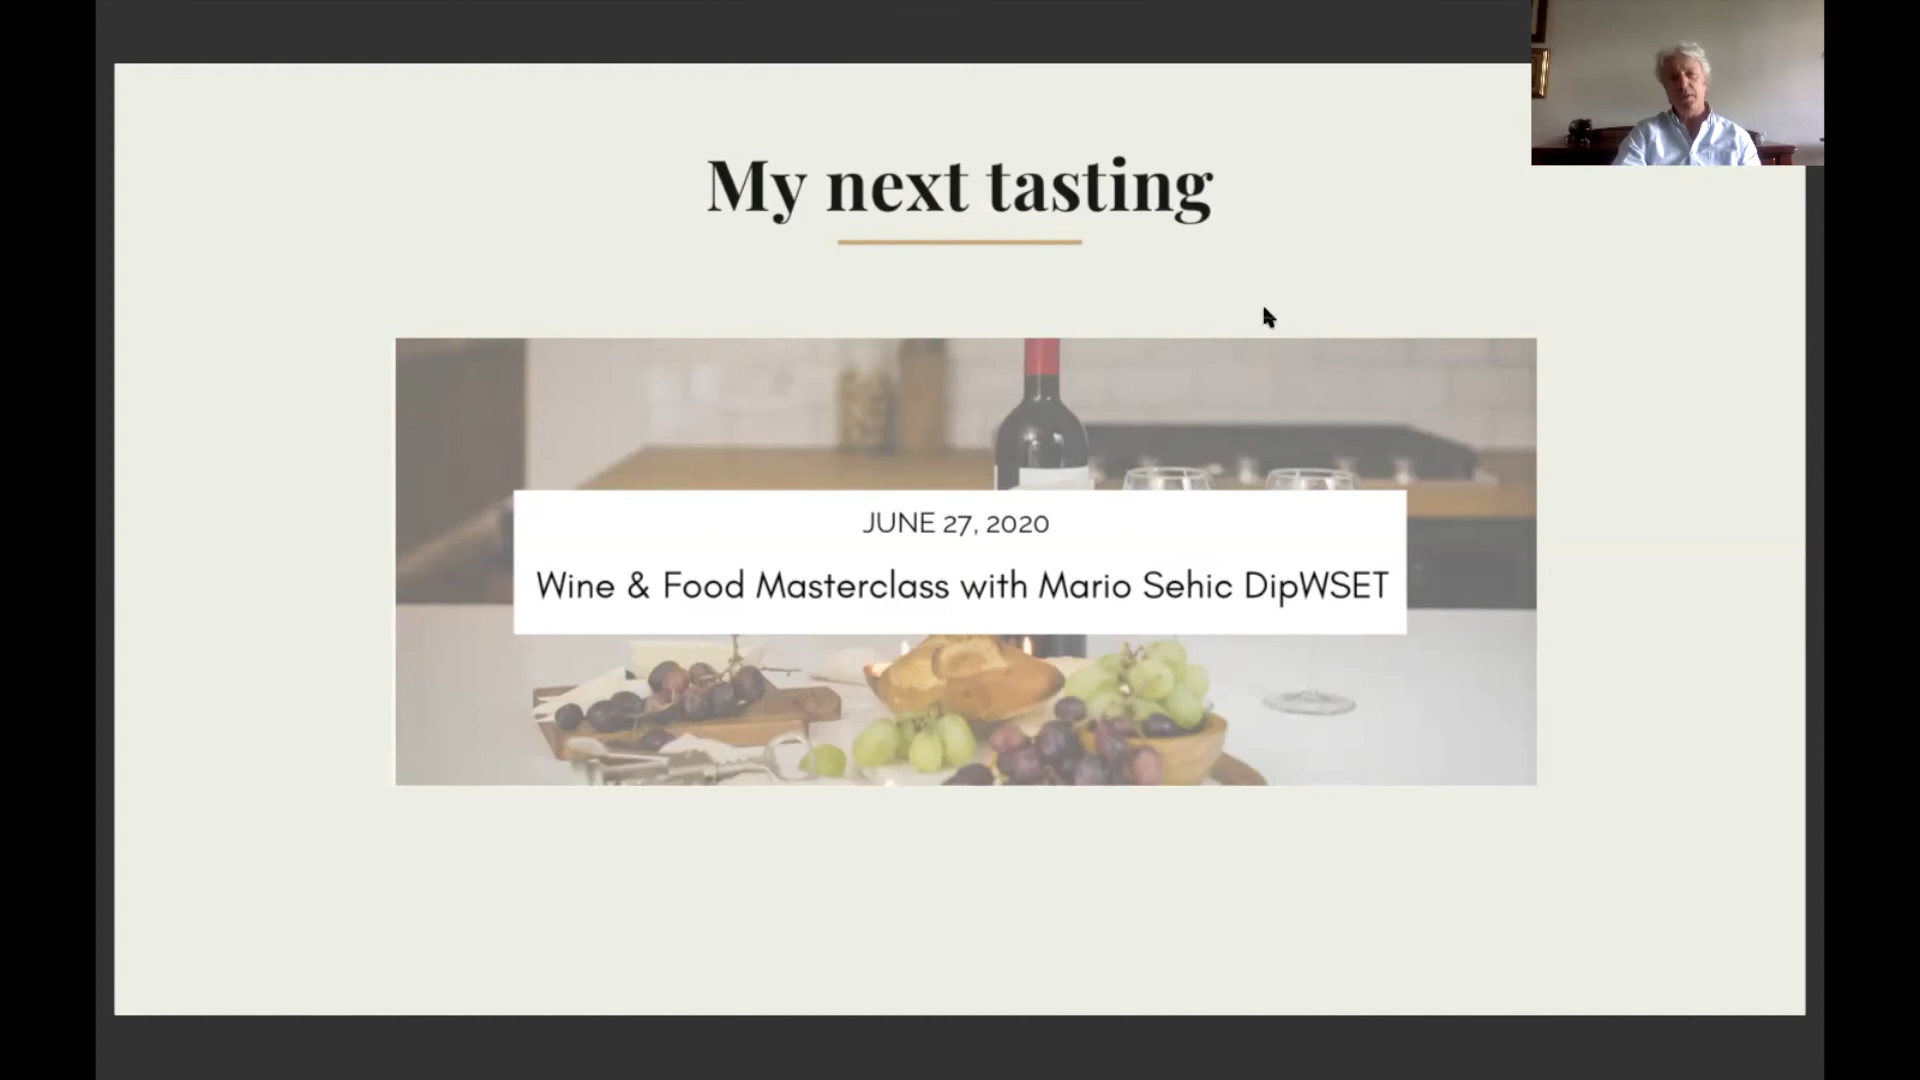 My next tasting
JUNE 27, 2020
Wine & Food Masterclass with Mario Sehic DipWSET